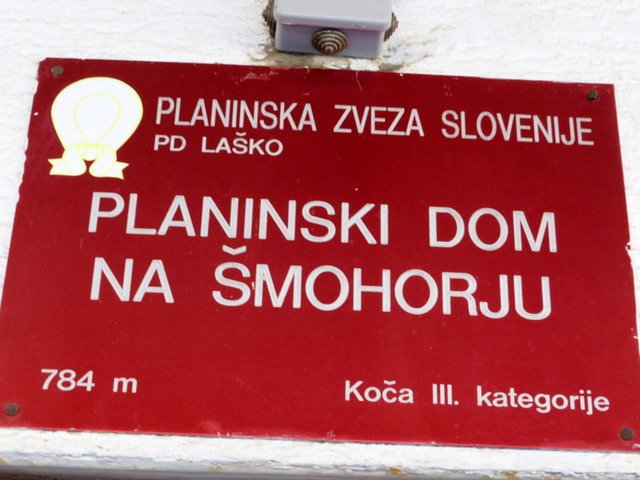 PLANINSKA ZVEZA SLOVENIJE
PD LAŠKO
PLANINSKI DOM
NA ŠMOHORJU
784 m
Koča III. kategorije